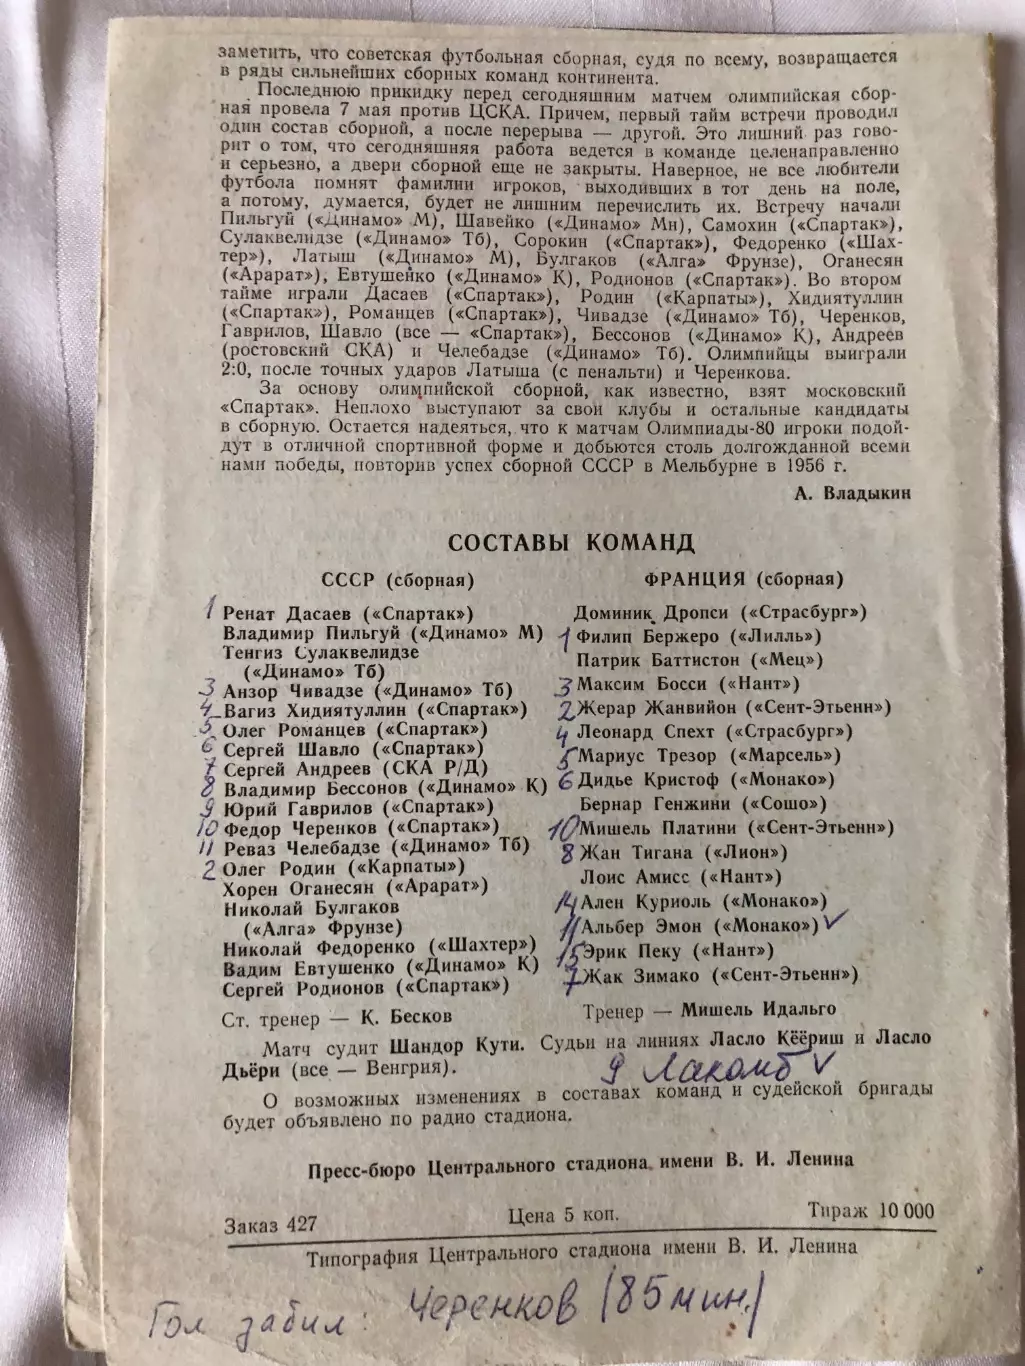 заметить, что советская футбольная сборная, судя по всему, возвращается
в ряды сильнейших сборных команд континента.
Последнюю прикидку перед сегодняшним матчем олимпийская сбор-
ная провела 7 мая против ЦСКА. Причем, первый тайм встречи проводил
один состав сборной, а после перерыва — другой. Это лишний раз гово-
рит о том, что сегодняшняя работа ведется в команде целенаправленно
и серьезно, а двери сборной еще не закрыты. Наверное, не все любители
футбола помнят фамилии игроков, выходивших в тот день на поле,
а потому, думается, будет не лишним перечислить их. Встречу начали
Пильгуй («Динамо» М), Шавейко («Динамо» Мн), Самохин («Спартак»),
Сулаквелидзе («Динамо» Тб), Сорокин («Спартак»), Федоренко («Шах-
тер»), Латыш («Динамо» М), Булгаков («Алга» Фрунзе), Оганесян
(«Арарат»), Евтушенко («Динамо» К), Родионов («Спартак»). Во втором
тайме играли Дасаев («Спартак»), Родин («Карпаты»), Хидиятуллин
(«Спартак»), Романцев («Спартак»), Чивадзе («Динамо» Тб), Черенков,
Гаврилов, Шавло (все — «Спартак»), Бессонов («Динамо» К), Андреев
(ростовский СКА) и Челебадзе («Динамо» Тб). Олимпийцы выиграли
2:0, после точных ударов Латыша (с пенальти) и Черенкова.
За основу олимпийской сборной, как известно, взят московский
«Спартак». Неплохо выступают за свои клубы и остальные кандидаты
в сборную. Остается надеяться, что к матчам Олимпиады-80 игроки подой-
дут в отличной спортивной форме и добьются столь долгожданной всеми
нами победы, повторив успех сборной СССР в Мельбурне в 1956 г.
А. Владыкин
СОСТАВЫ КОМАНД
СССР (сборная)
1 Ренат Дасаев («Спартак»)
Владимир Пильгуй («Динамо» М)
Тенгиз Сулаквелидзе
(«Динамо» Тб)
3 Анзор Чивадзе («Динамо» Тб)
4 Вагиз Хидиятуллин («Спартак»)
5 Олег Романцев («Спартак»)
6 Сергей Шавло («Спартак»)
7 Сергей Андреев (СКА Р/Д)
8 Владимир Бессонов («Динамо» К)
9 Юрий Гаврилов («Спартак»)
10 Федор Черенков («Спартак»)
11 Реваз Челебадзе («Динамо» Тб)
2 Олег Родин («Карпаты»)
Хорен Оганесян («Арарат»)
Николай Булгаков
(«Алга» Фрунзе)
Николай Федоренко («Шахтер»)
Вадим Евтушенко («Динамо» К)
Сергей Родионов («Спартак»)
Ст. тренер — К. Бесков
ФРАНЦИЯ (сборная)
Доминик Дропси («Страсбург»)
1 Филип Бержеро («Лилль»)
Патрик Баттистон («Мец»)
3 Максим Босси («Нант»)
2 Жерар Жанвийон («Сент-Этьенн»)
4 Леонард Спехт («Страсбург»)
5 Мариус Трезор («Марсель»)
6 Дидье Кристоф («Монако»)
Бернар Генжини («Сошо»)
10 Мишель Платини («Сент-Этьенн»)
8 Жан Тигана («Лион»)
Лоис Амисс («Нант»)
14 Ален Куриоль («Монако»)
11 Альбер Эмон («Монако») ✓
15 Эрик Пеку («Нант»)
7 Жак Зимако («Сент-Этьенн»)
Тренер — Мишель Идальго
Матч судит Шандор Кути. Судьи на линиях Ласло Кёёриш и Ласло
Дьёри (все — Венгрия).
9 Лакомб ✓
О возможных изменениях в составах команд и судейской бригады
будет объявлено по радио стадиона.
Пресс-бюро Центрального стадиона имени В. И. Ленина
Заказ 427 Цена 5 коп. Тираж 10 000
Типография Центрального стадиона имени В. И. Ленина
Гол забил: Черенков (85 мин)